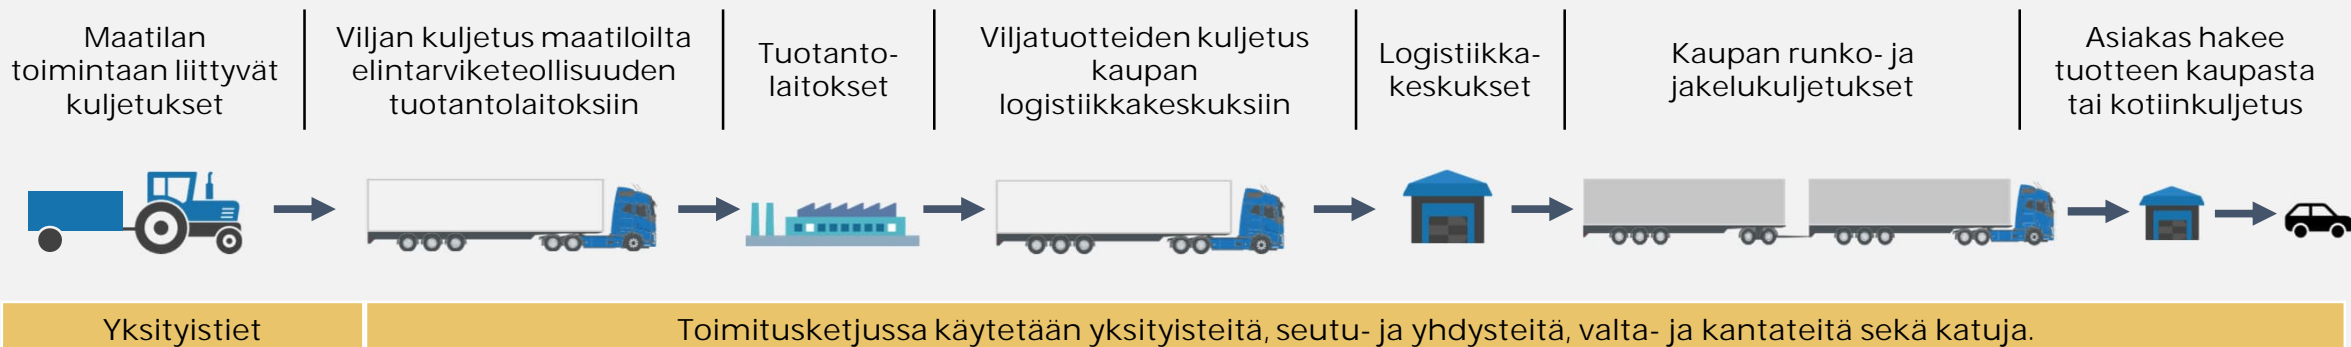 Maatilan
toimintaan liittyvät
kuljetukset
Viljan kuljetus maatiloilta
elintarviketeollisuuden
tuotantolaitoksiin
Tuotanto-
laitokset
Viljatuotteiden kuljetus
kaupan
logistiikkakeskuksiin
Logistiikka-
keskukset
Kaupan runko- ja
jakelukuljetukset
Asiakas hakee
tuotteen kaupasta
tai kotiinkuljetus
Yksityistiet
Toimitusketjussa käytetään yksityisteitä, seutu- ja yhdysteitä, valta- ja kantateitä sekä katuja.